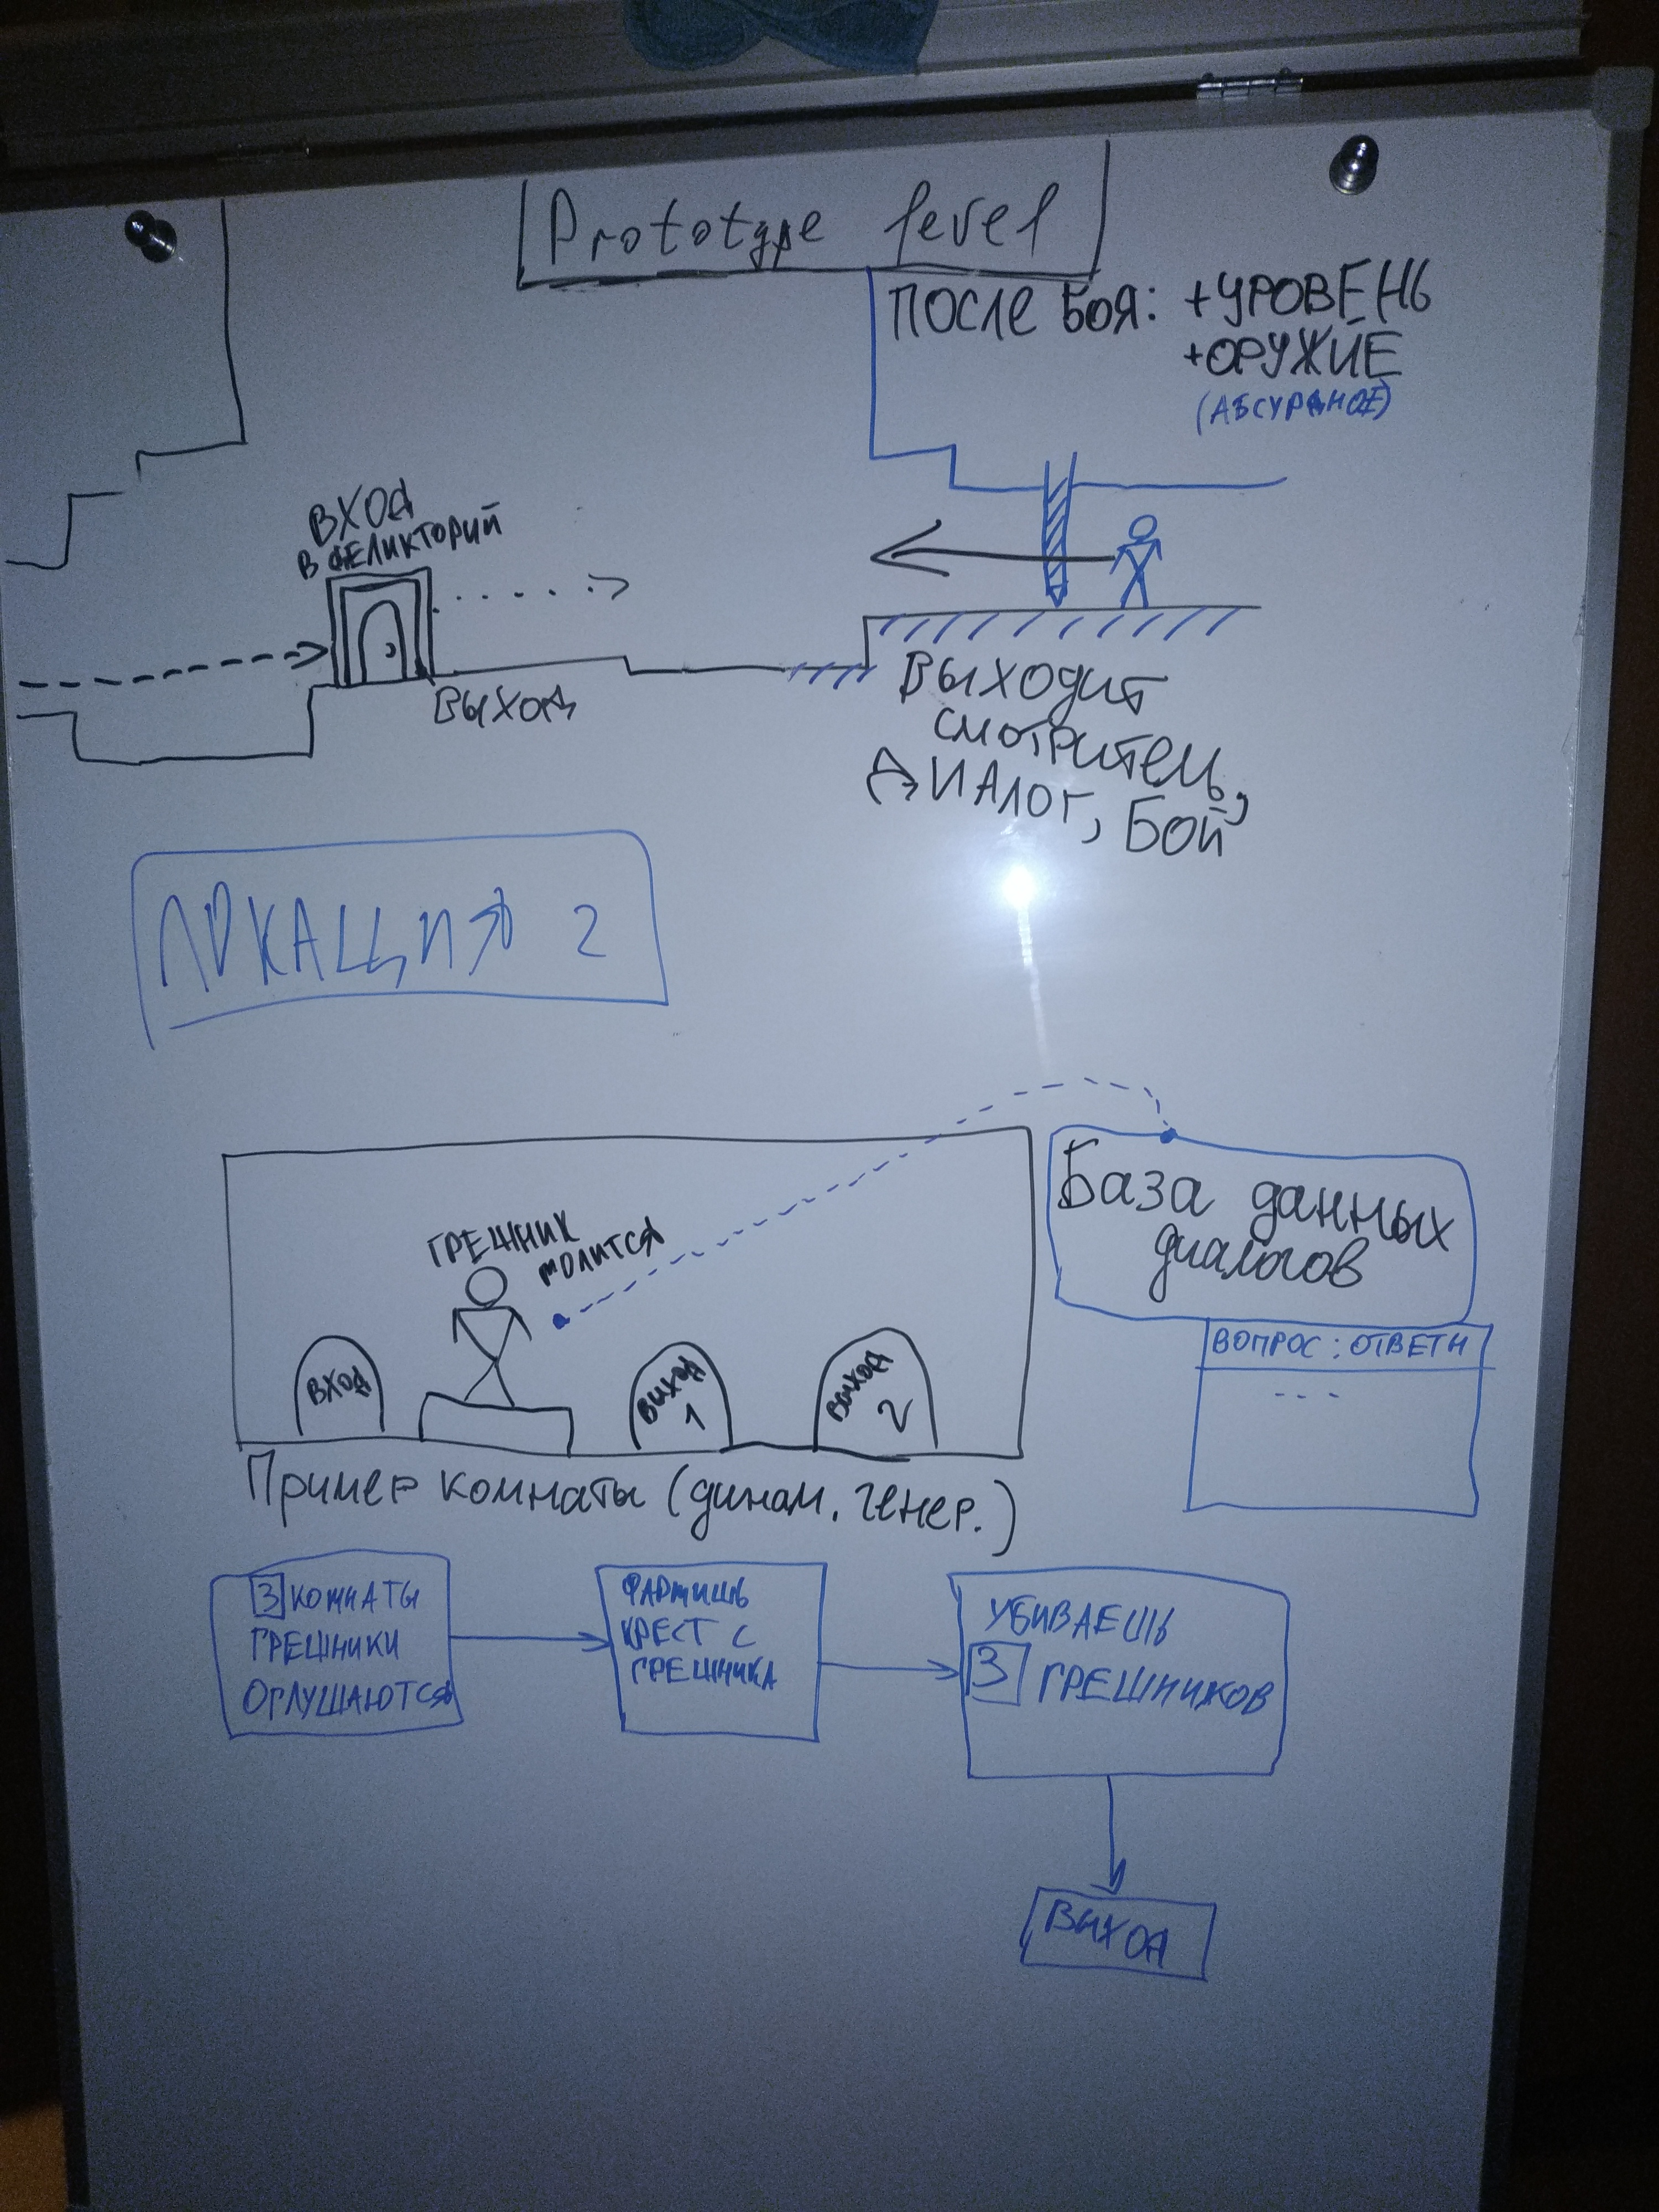 Prototype level
ПОСЛЕ БОЯ: +УРОВЕНЬ
+ОРУЖИЕ
(АБСУРДНОЕ)
ВХОД
В ФЕЛИКТОРИЙ
ВЫХОД
ВЫХОДИТ
СМОТРИТЕЛЬ,
ДИАЛОГ, БОЙ
ЛОКАЦИЯ 2
ГРЕШНИК
МОЛИТСЯ
ВХОД
ВЫХОД
1
ВЫХОД
2
База данных
диалогов
ВОПРОС : ОТВЕТЫ
- - -
Пример комнаты (динам. генер.)
3 КОМНАТЫ
ГРЕШНИКИ
ОГЛУШАЮТСЯ
ФАРМИШЬ
КРЕСТ С
ГРЕШНИКА
УБИВАЕШЬ
3 ГРЕШНИКОВ
ВЫХОД